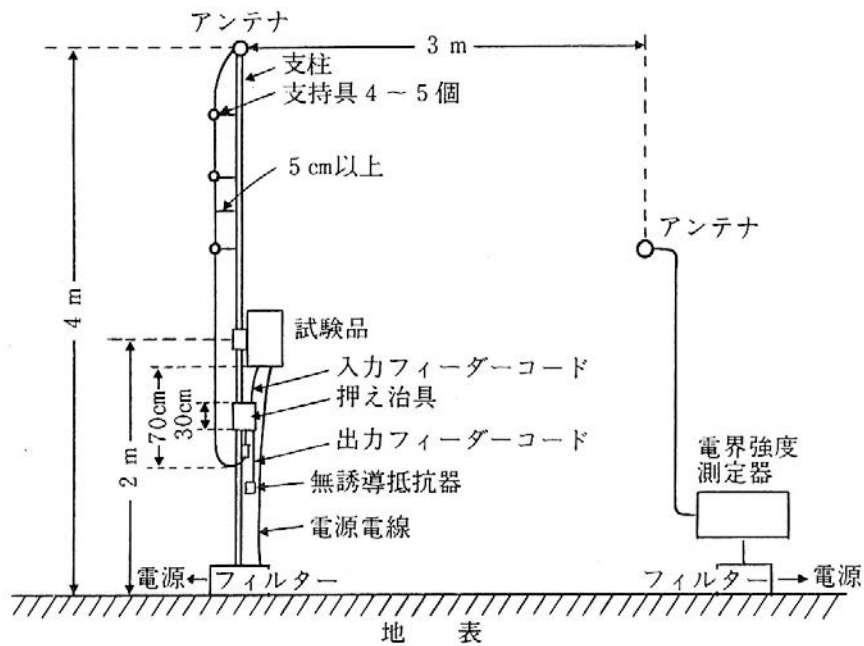 アンテナ
3 m
支柱
支持具4～5個
5cm以上
アンテナ
4 m
試験品
入力フィーダーコード
押え治具
70cm
30cm
2 m
出力フィーダーコード
電界強度
測定器
無誘導抵抗器
電源電線
電源
フィルター
フィルター
電源
地 表